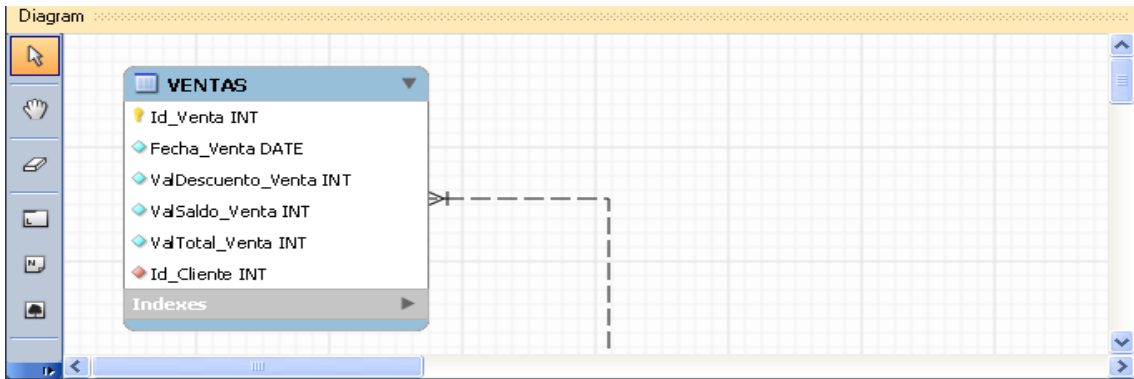 Diagram
VENTAS
Id_Venta INT
Fecha_Venta DATE
ValDescuento_Venta INT
ValSaldo_Venta INT
ValTotal_Venta INT
Id_Cliente INT
Indexes